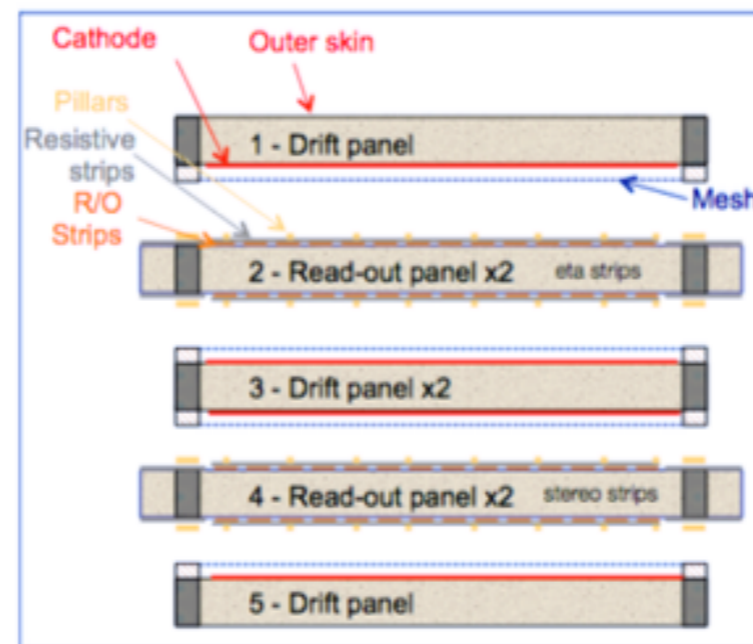 Cathode
Outer skin
Pillars
1 - Drift panel
Resistive
strips
Mesh
R/O
Strips
2 - Read-out panel x2 eta strips
3 - Drift panel x2
4 - Read-out panel x2 stereo strips
5 - Drift panel